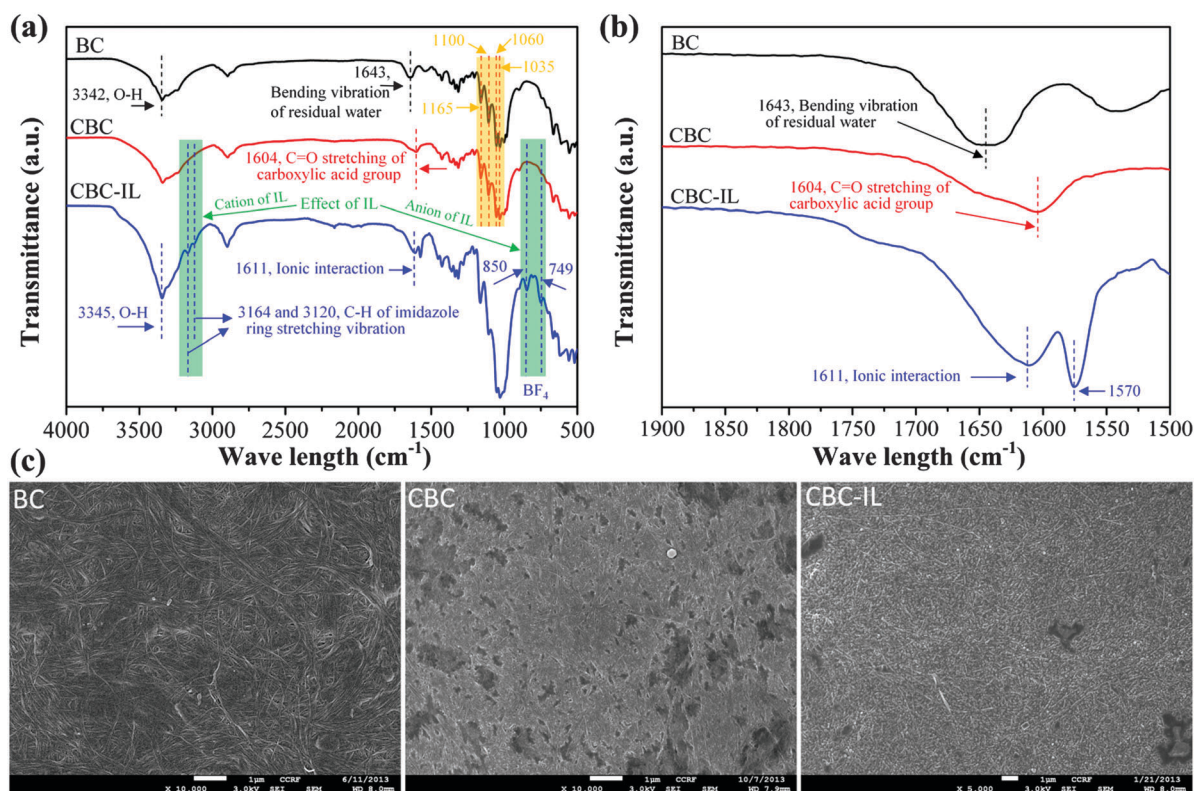 (a)
Transmittance (a.u.)
BC
3342, O-H
1643,
Bending vibration
of residual water
1100
1060
1035
1165
CBC
1604, C=O stretching of
carboxylic acid group
CBC-IL
Cation of IL
Effect of IL
Anion of IL
1611, Ionic interaction
850
749
3345, O-H
3164 and 3120, C-H of imidazole
ring stretching vibration
BF4
4000 3500 3000 2500 2000 1500 1000 500
Wave length (cm-1)
(b)
Transmittance (a.u.)
BC
1643, Bending vibration
of residual water
CBC
1604, C=O stretching of
carboxylic acid group
CBC-IL
1611, Ionic interaction
1570
1900 1850 1800 1750 1700 1650 1600 1550 1500
Wave length (cm-1)
(c)
BC
1µm CCRF 6/11/2013
X 10,000 3.0kV SEI SEM WD 8.0mm
CBC
1µm CCRF 10/7/2013
X 10,000 3.0kV SEI SEM WD 7.9mm
CBC-IL
1µm CCRF 1/21/2013
X 5,000 3.0kV SEI SEM WD 8.0mm